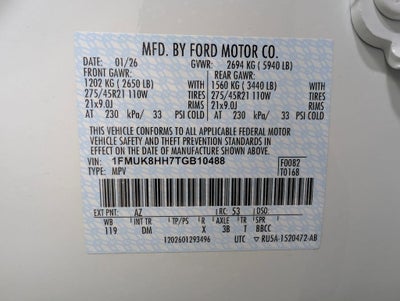 MFD. BY FORD MOTOR CO.
DATE: 01/26 GVWR: 2694 KG ( 5940 LB)
FRONT GAWR: REAR GAWR:
1202 KG ( 2650 LB) 1560 KG ( 3440 LB)
275/45R21 110W TIRES 275/45R21 110W TIRES
21x9.0J RIMS 21x9.0J RIMS
AT 230 kPa/ 33 PSI COLD AT 230 kPa/ 33 PSI COLD
THIS VEHICLE CONFORMS TO ALL APPLICABLE FEDERAL MOTOR
VEHICLE SAFETY AND THEFT PREVENTION STANDARDS IN
EFFECT ON THE DATE OF MANUFACTURE SHOWN ABOVE.
VIN: 1FMUK8HH7TGB10488
TYPE: MPV
F0082
T0168
EXT PNT: AZ RC: 53 DSO:
WB INT TR TP/PS R AXLE TR SPR
119 DM X 3B T BBCC
1202601293496 UTC ▽ RU5A-1520472-AB